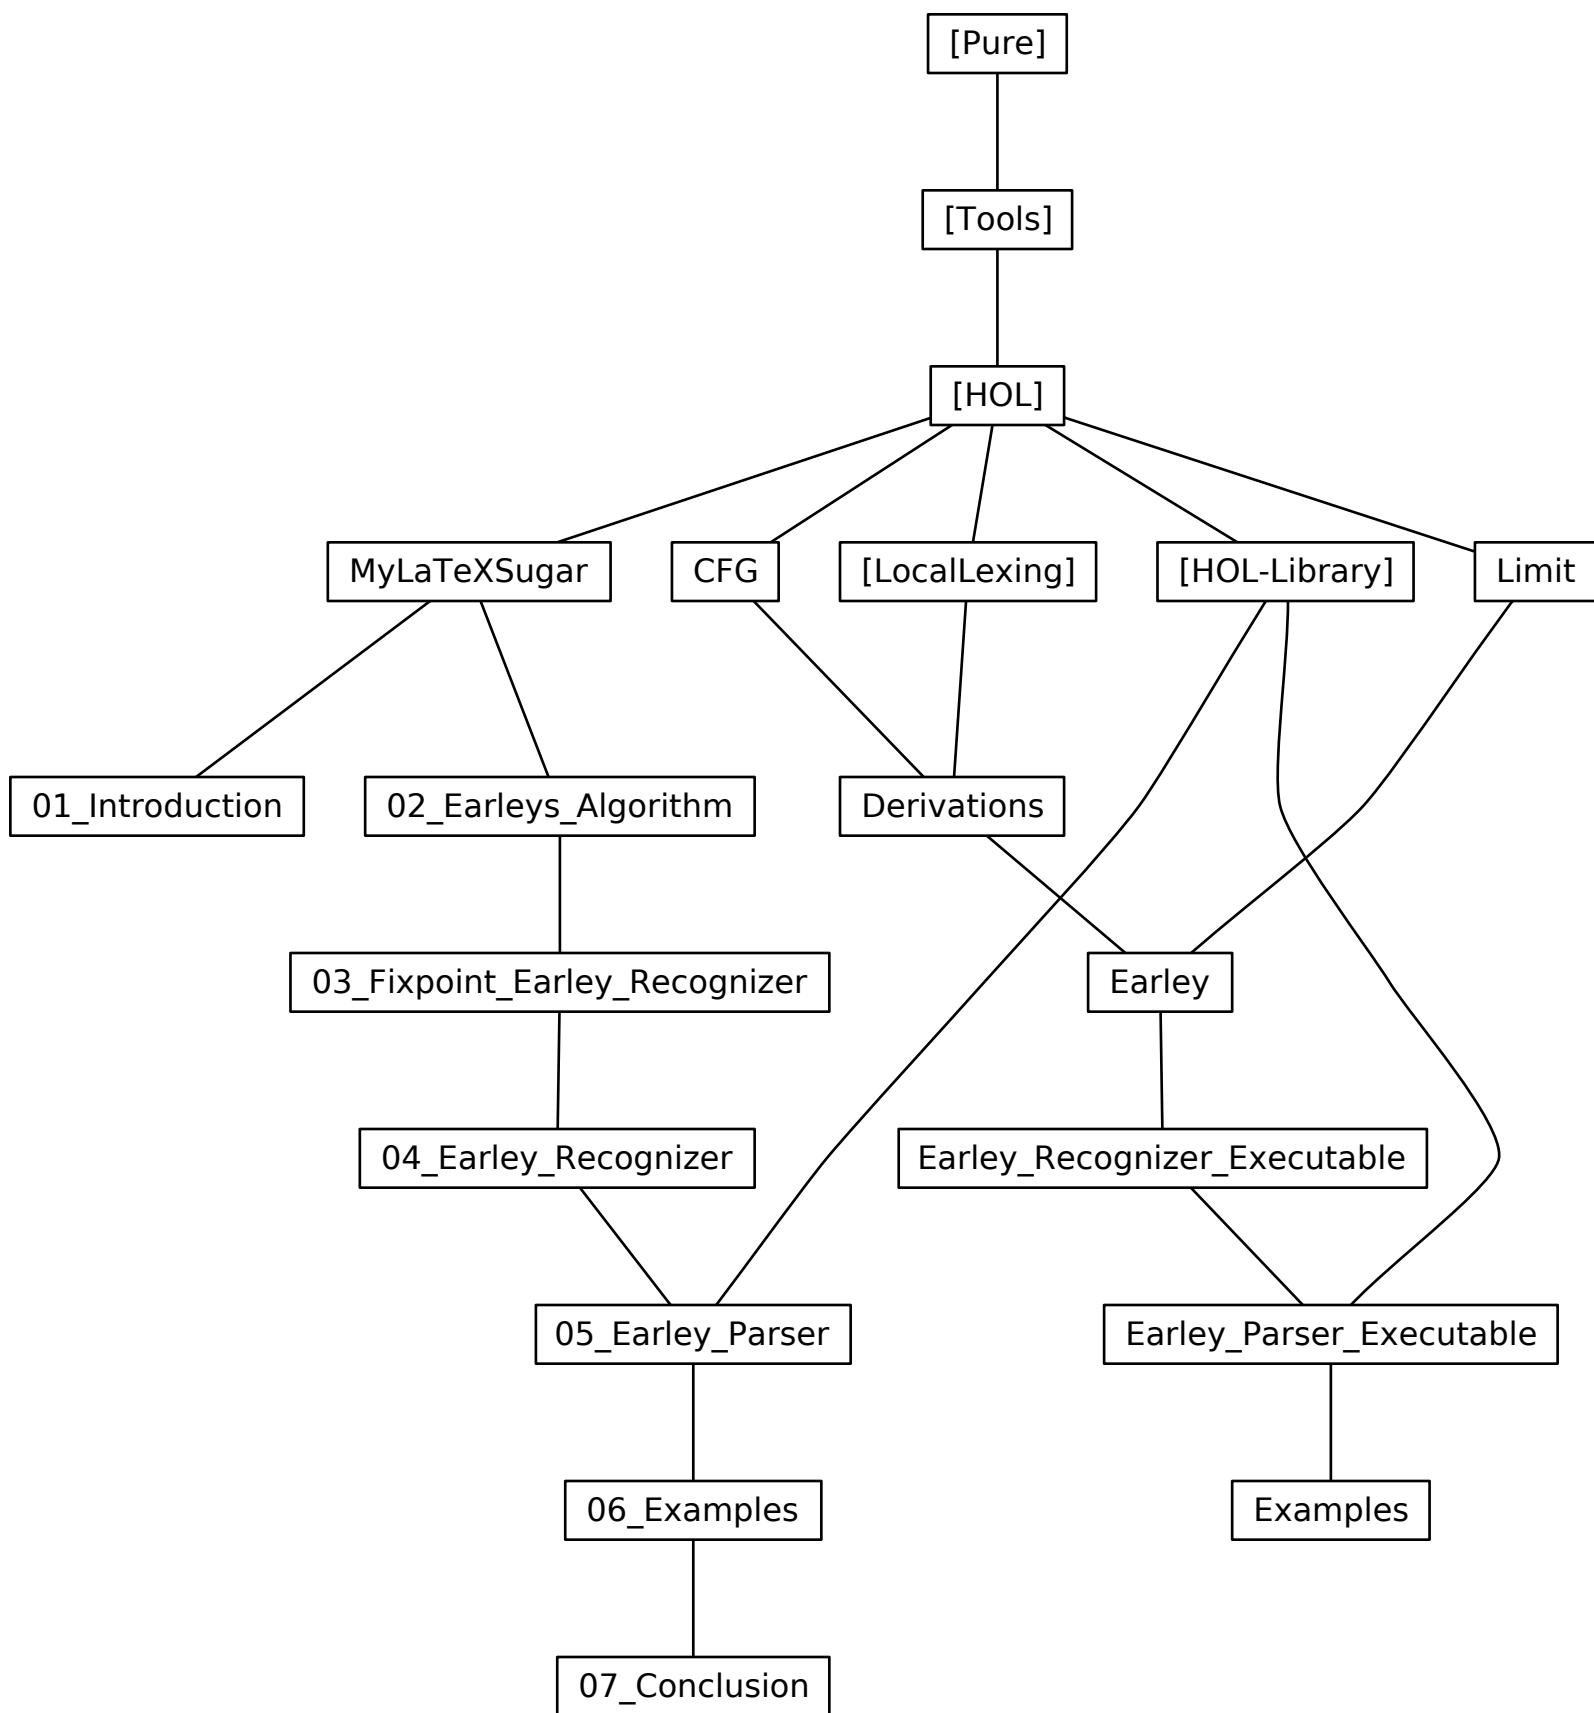 [Pure]
[Tools]
[HOL]
MyLaTeXSugar
CFG
[LocalLexing]
[HOL-Library]
Limit
01_Introduction
02_Earleys_Algorithm
Derivations
03_Fixpoint_Earley_Recognizer
Earley
04_Earley_Recognizer
Earley_Recognizer_Executable
05_Earley_Parser
Earley_Parser_Executable
06_Examples
Examples
07_Conclusion